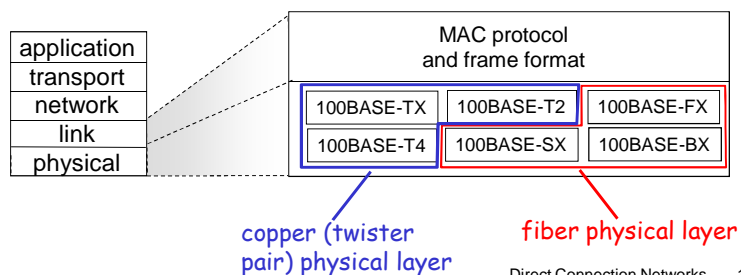 application
transport
network
link
physical
MAC protocol
and frame format
100BASE-TX
100BASE-T2
100BASE-FX
100BASE-T4
100BASE-SX
100BASE-BX
copper (twister
pair) physical layer
fiber physical layer
Direct Connection Networks